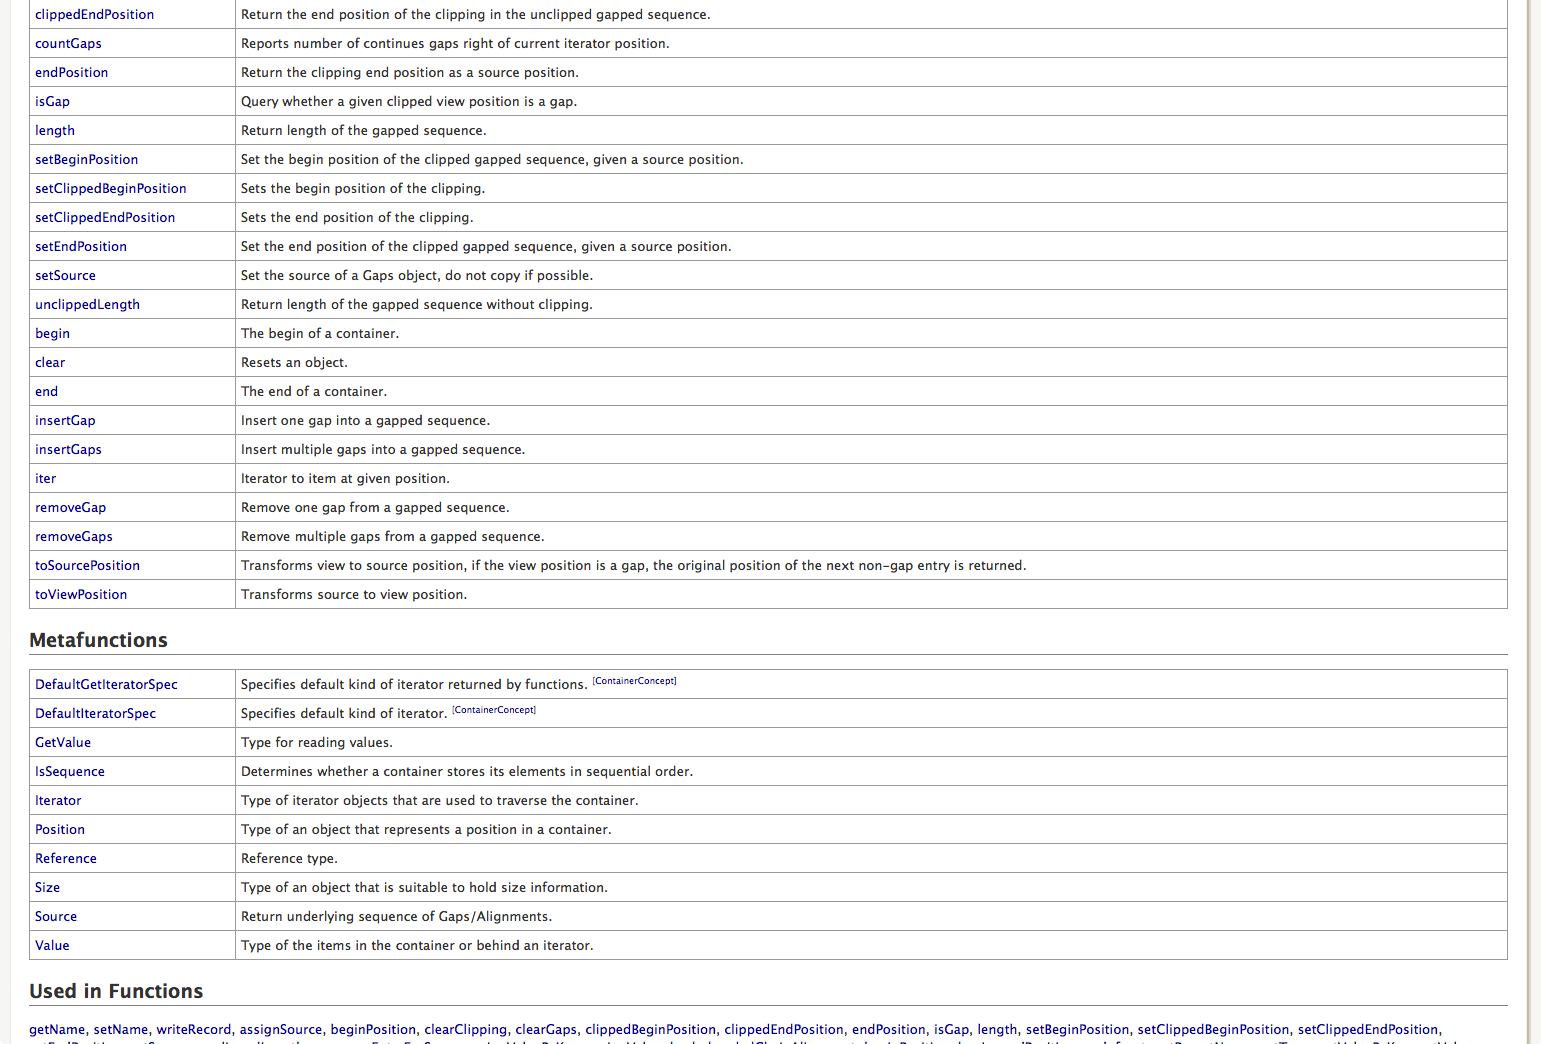 clippedEndPosition Return the end position of the clipping in the unclipped gapped sequence.
countGaps Reports number of continues gaps right of current iterator position.
endPosition Return the clipping end position as a source position.
isGap Query whether a given clipped view position is a gap.
length Return length of the gapped sequence.
setBeginPosition Set the begin position of the clipped gapped sequence, given a source position.
setClippedBeginPosition Sets the begin position of the clipping.
setClippedEndPosition Sets the end position of the clipping.
setEndPosition Set the end position of the clipped gapped sequence, given a source position.
setSource Set the source of a Gaps object, do not copy if possible.
unclippedLength Return length of the gapped sequence without clipping.
begin The begin of a container.
clear Resets an object.
end The end of a container.
insertGap Insert one gap into a gapped sequence.
insertGaps Insert multiple gaps into a gapped sequence.
iter Iterator to item at given position.
removeGap Remove one gap from a gapped sequence.
removeGaps Remove multiple gaps from a gapped sequence.
toSourcePosition Transforms view to source position, if the view position is a gap, the original position of the next non-gap entry is returned.
toViewPosition Transforms source to view position.
Metafunctions
DefaultGetIteratorSpec Specifies default kind of iterator returned by functions. [ContainerConcept]
DefaultIteratorSpec Specifies default kind of iterator. [ContainerConcept]
GetValue Type for reading values.
IsSequence Determines whether a container stores its elements in sequential order.
Iterator Type of iterator objects that are used to traverse the container.
Position Type of an object that represents a position in a container.
Reference Reference type.
Size Type of an object that is suitable to hold size information.
Source Return underlying sequence of Gaps/Alignments.
Value Type of the items in the container or behind an iterator.
Used in Functions
getName, setName, writeRecord, assignSource, beginPosition, clearClipping, clearGaps, clippedBeginPosition, clippedEndPosition, endPosition, isGap, length, setBeginPosition, setClippedBeginPosition, setClippedEndPosition,